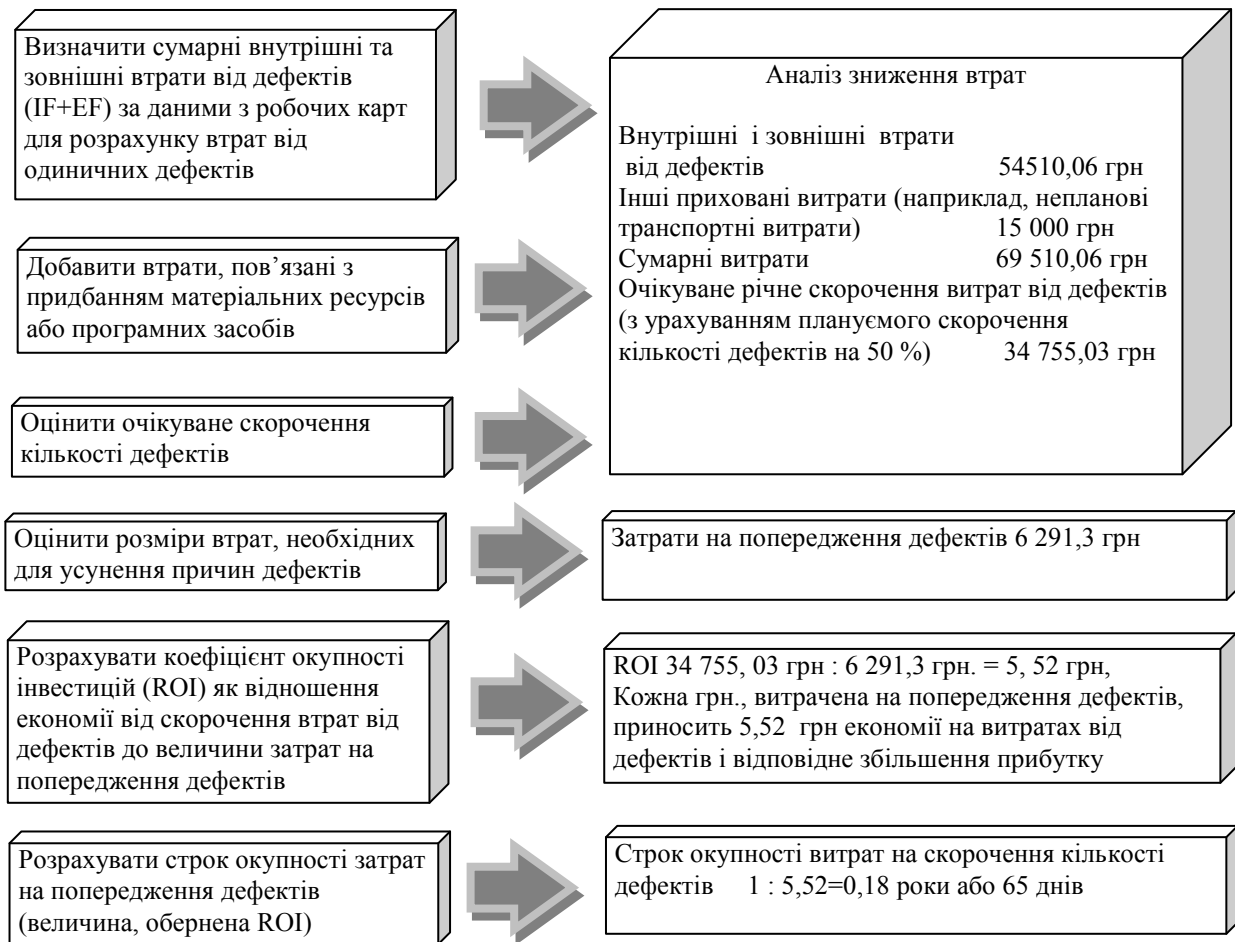 Визначити сумарні внутрішні та
зовнішні втрати від дефектів
(IF+EF) за даними з робочих карт
для розрахунку втрат від
одиничних дефектів
Аналіз зниження втрат
Внутрішні і зовнішні втрати
від дефектів 54510,06 грн
Інші приховані витрати (наприклад, непланові
транспортні витрати) 15 000 грн
Сумарні витрати 69 510,06 грн
Очікуване річне скорочення витрат від дефектів
(з урахуванням плануємого скорочення
кількості дефектів на 50 %) 34 755,03 грн
Добавити втрати, пов’язані з
придбанням матеріальних ресурсів
або програмних засобів
Оцінити очікуване скорочення
кількості дефектів
Оцінити розміри втрат, необхідних
для усунення причин дефектів
Затрати на попередження дефектів 6 291,3 грн
Розрахувати коефіцієнт окупності
інвестицій (ROI) як відношення
економії від скорочення втрат від
дефектів до величини затрат на
попередження дефектів
ROI 34 755, 03 грн : 6 291,3 грн. = 5, 52 грн,
Кожна грн., витрачена на попередження дефектів,
приносить 5,52 грн економії на витратах від
дефектів і відповідне збільшення прибутку
Розрахувати строк окупності затрат
на попередження дефектів
(величина, обернена ROI)
Строк окупності витрат на скорочення кількості
дефектів 1 : 5,52=0,18 роки або 65 днів